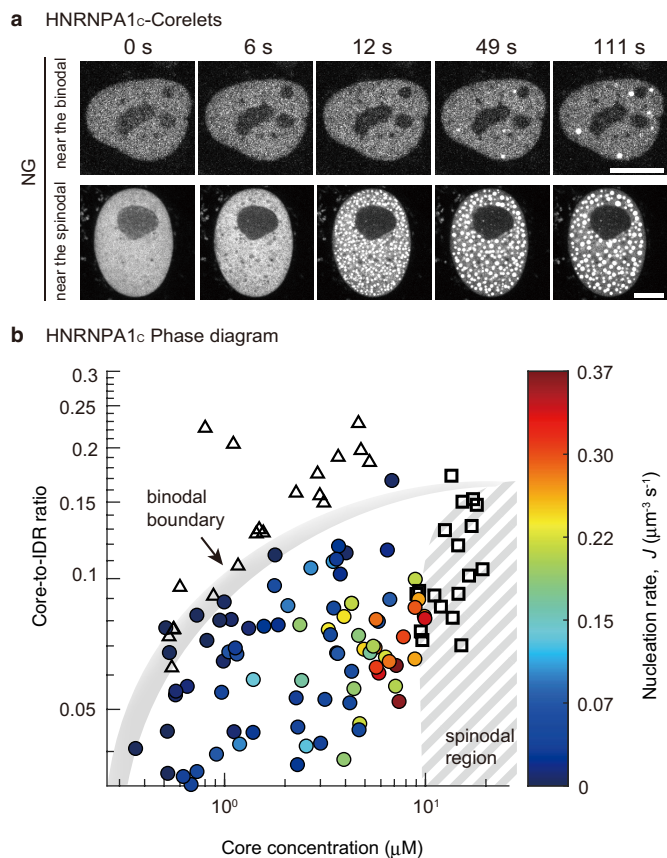 a HNRNPA1c-Corelets
0 s 6 s 12 s 49 s 111 s
NG
near the binodal
near the spinodal
b HNRNPA1c Phase diagram
0.3
0.25
0.2
0.15
0.1
0.05
Core-to-IDR ratio
binodal
boundary
spinodal
region
10⁰ 10¹
Core concentration (µM)
0.37
0.30
0.22
0.15
0.07
0
Nucleation rate, J (µm⁻³ s⁻¹)